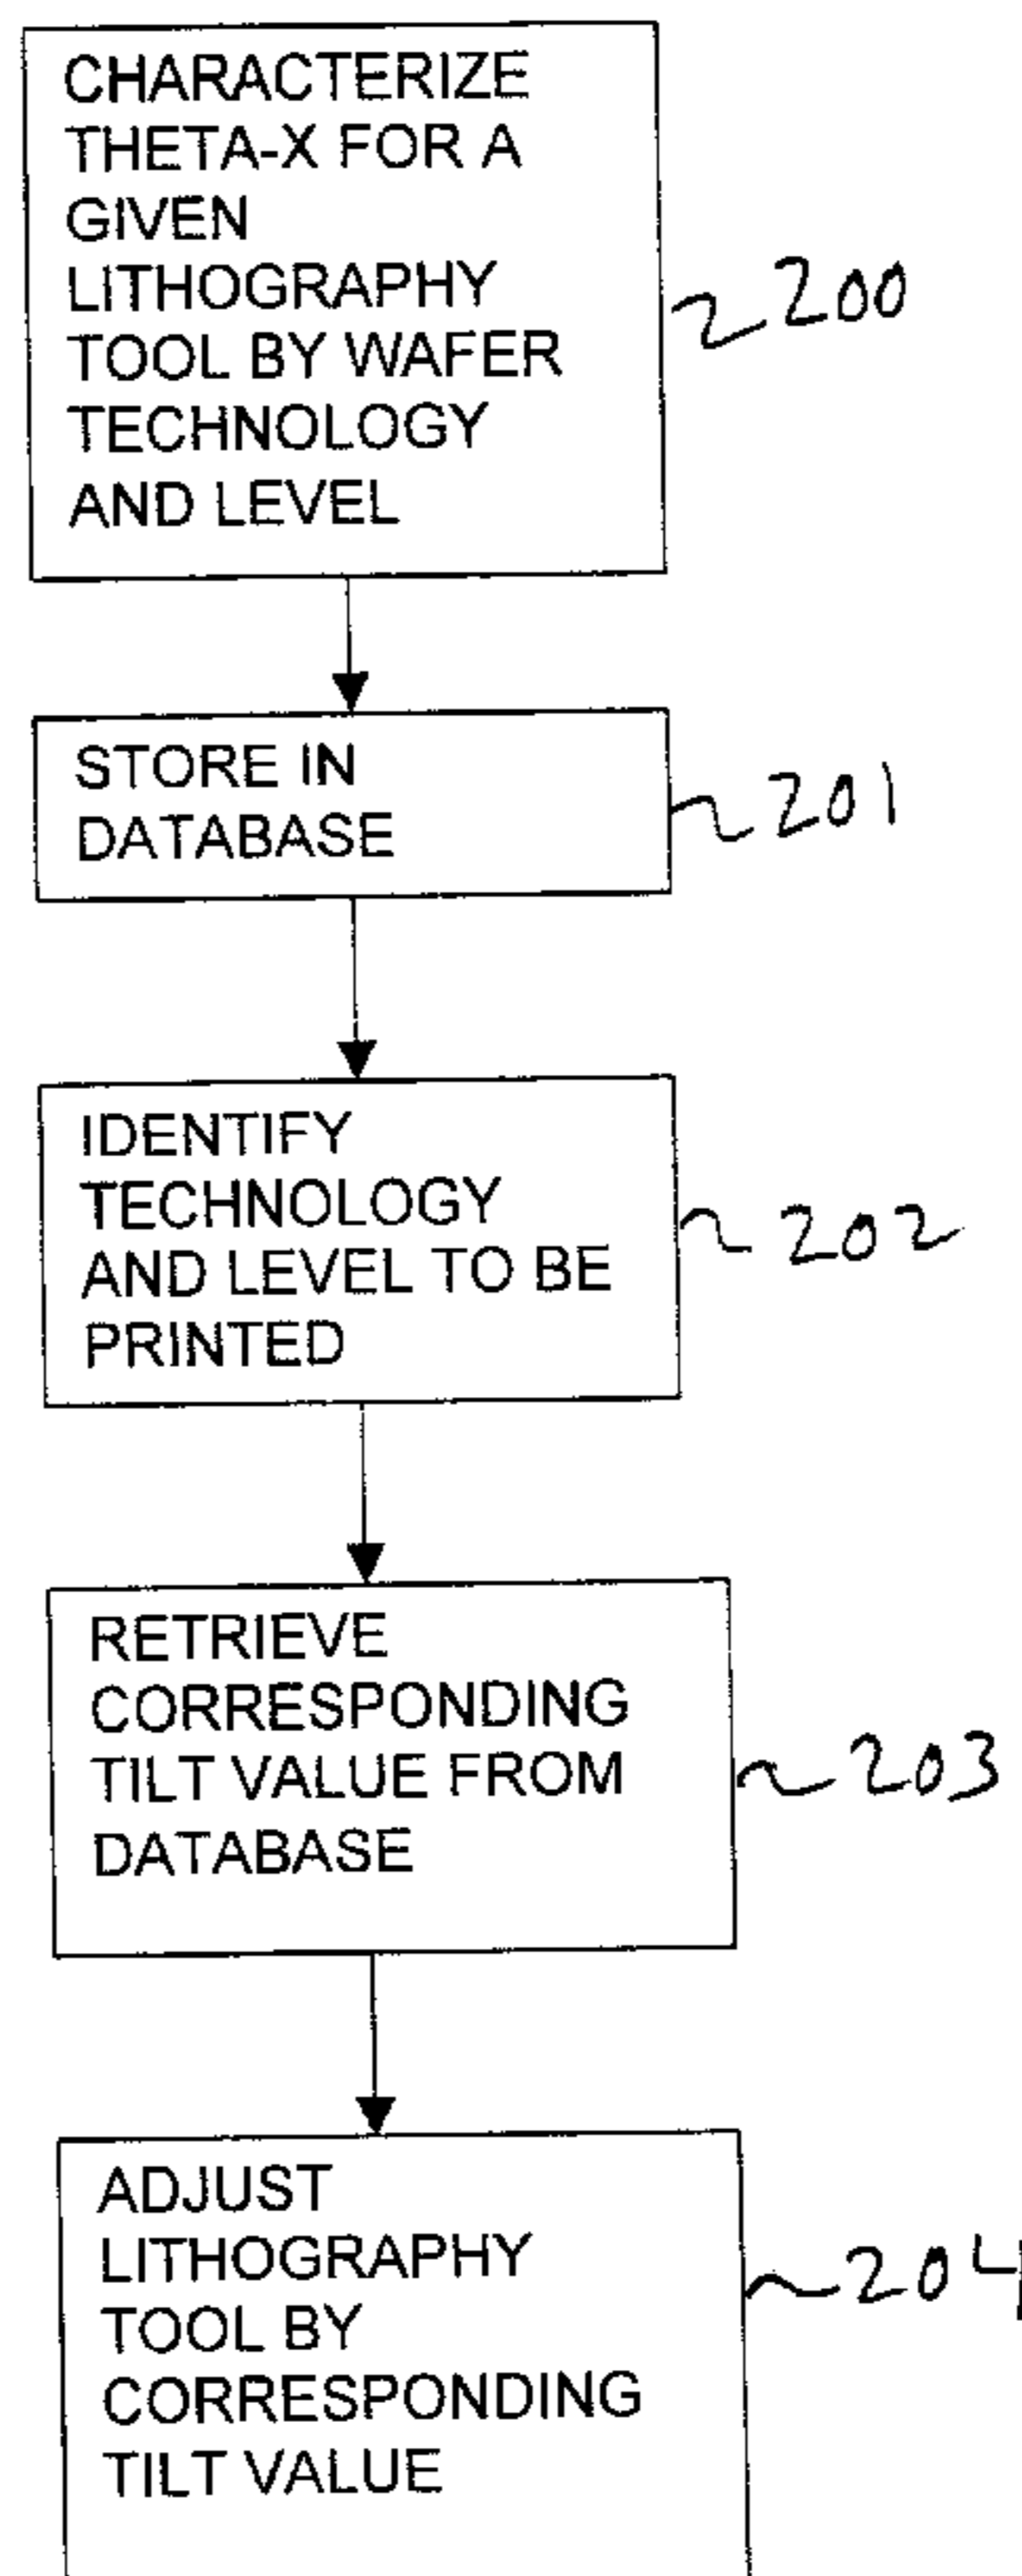 CHARACTERIZE
THETA-X FOR A
GIVEN
LITHOGRAPHY
TOOL BY WAFER
TECHNOLOGY
AND LEVEL
200
STORE IN
DATABASE
201
IDENTIFY
TECHNOLOGY
AND LEVEL TO BE
PRINTED
202
RETRIEVE
CORRESPONDING
TILT VALUE FROM
DATABASE
203
ADJUST
LITHOGRAPHY
TOOL BY
CORRESPONDING
TILT VALUE
204